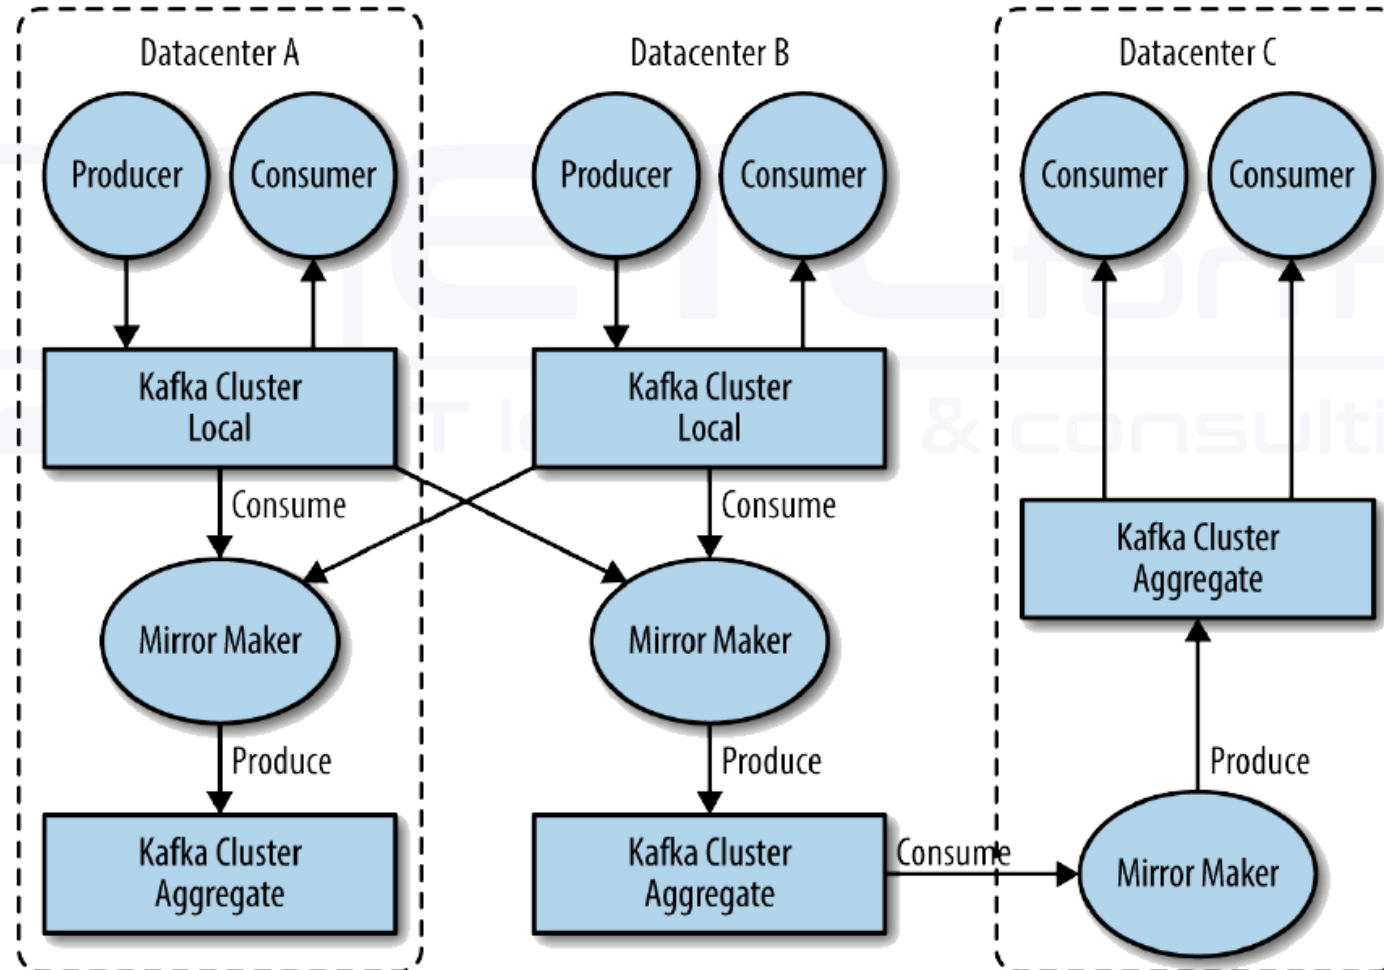 Datacenter A
Datacenter B
Datacenter C
Producer
Consumer
Producer
Consumer
Consumer
Consumer
Kafka Cluster
Local
Kafka Cluster
Local
Consume
Consume
Kafka Cluster
Aggregate
Mirror Maker
Mirror Maker
Produce
Produce
Produce
Kafka Cluster
Aggregate
Kafka Cluster
Aggregate
Consume
Mirror Maker
& consulti